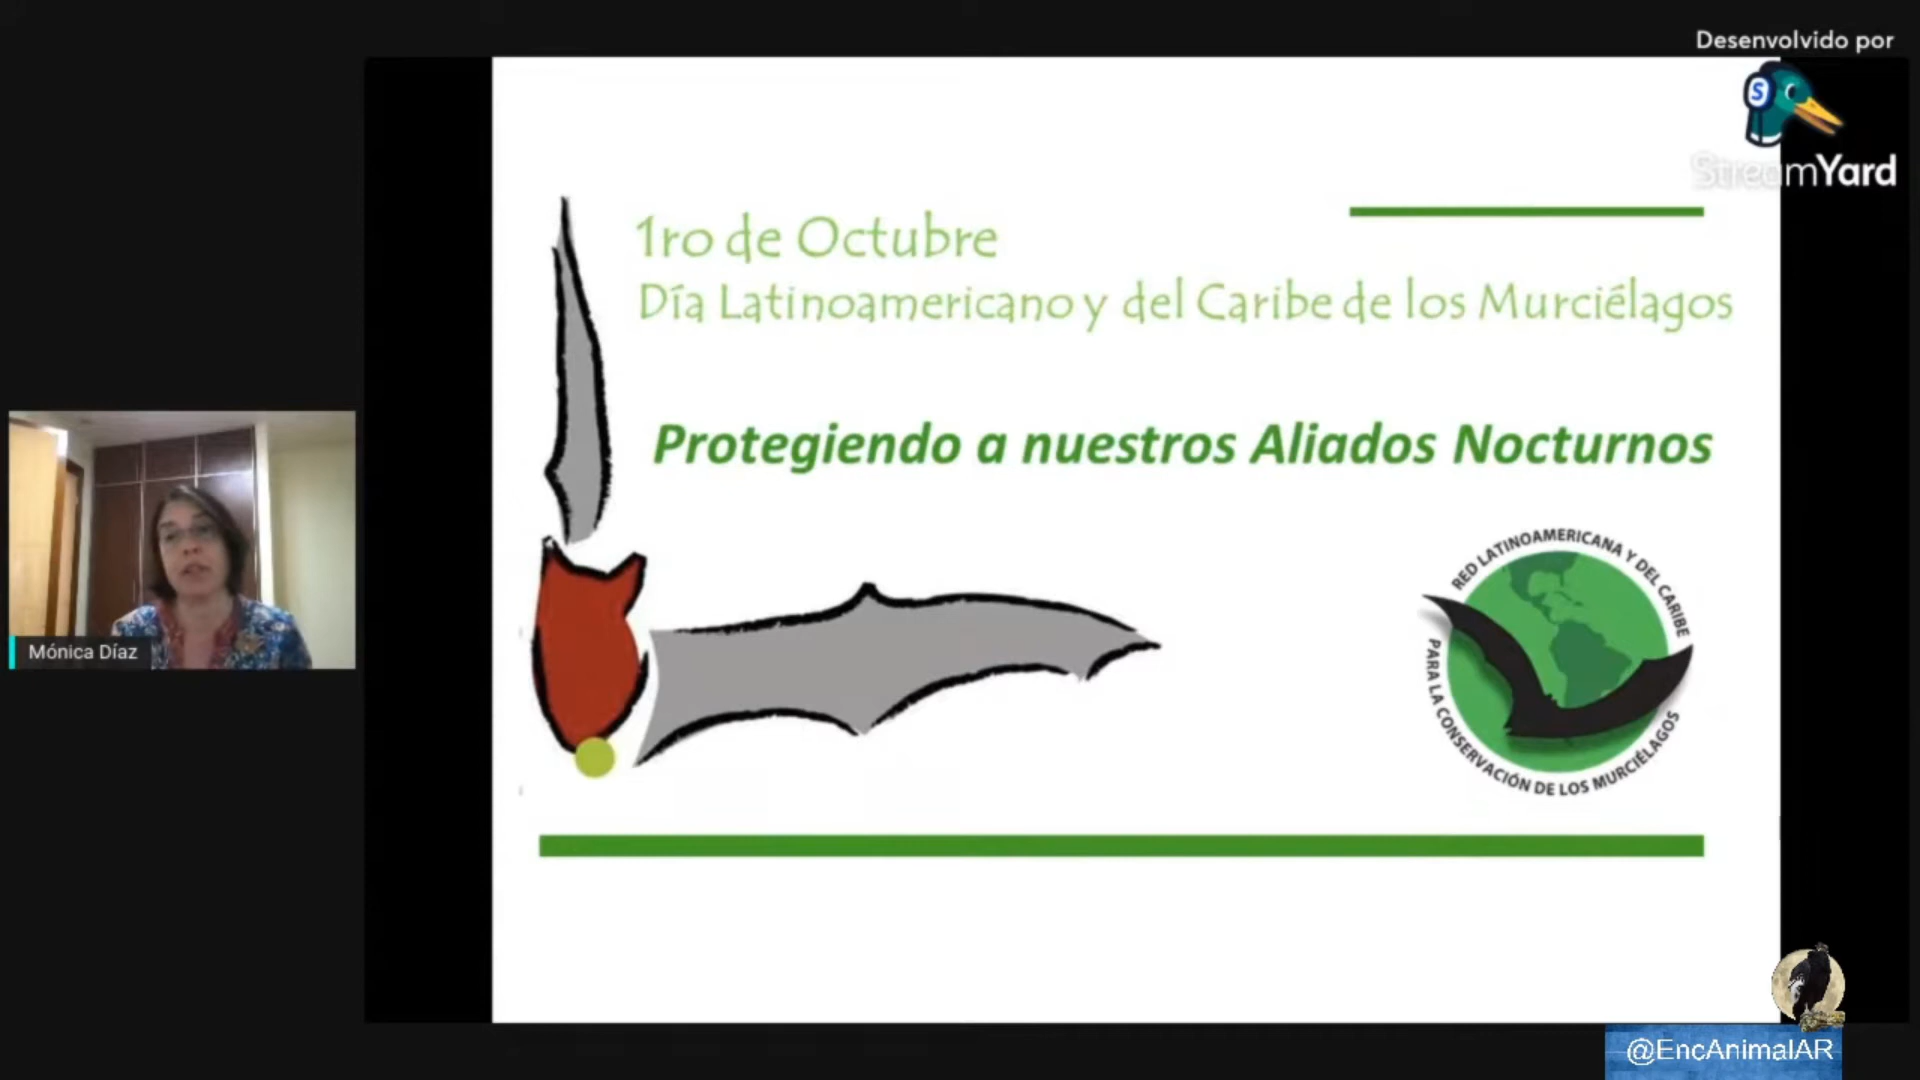 Desenvolvido por
S
StreamYard
1ro de Octubre
Día Latinoamericano y del Caribe de los Murciélagos
Protegiendo a nuestros Aliados Nocturnos
RED LATINOAMERICANA Y DEL CARIBE
PARA LA CONSERVACIÓN DE LOS MURCIÉLAGOS
Mónica Díaz
@EncAnimalAR